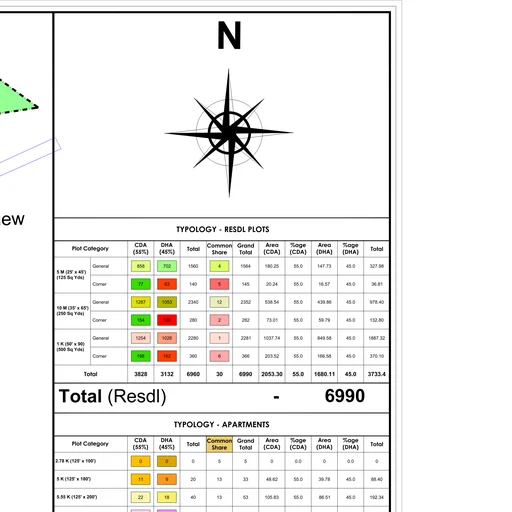 N
ew
TYPOLOGY - RESDL PLOTS
Plot Category CDA (55%) DHA (45%) Total Common Share Grand Total Area (CDA) %age (CDA) Area (DHA) %age (DHA) Total
5 M (25' x 45') (125 Sq Yds) General 858 702 1560 4 1564 180.25 55.0 147.73 45.0 327.98
Corner 77 63 140 5 145 20.24 55.0 16.57 45.0 36.81
10 M (35' x 65') (250 Sq Yds) General 1287 1053 2340 12 2352 538.54 55.0 439.86 45.0 978.40
Corner 154 280 2 282 73.01 55.0 59.79 45.0 132.80
1 K (50' x 90) (500 Sq Yds) General 1254 1026 2280 1 2281 1037.74 55.0 849.58 45.0 1887.32
Corner 198 162 360 6 366 203.52 55.0 166.58 45.0 370.10
Total 3828 3132 6960 30 6990 2053.30 55.0 1680.11 45.0 3733.4
Total (Resdl) - 6990
TYPOLOGY - APARTMENTS
Plot Category CDA (55%) DHA (45%) Total Common Share Grand Total Area (CDA) %age (CDA) Area (DHA) %age (DHA) Total
2.78 K (125' x 100') 0 0 0 5 5 0 0.0 0.0 0.0 0
5 K (125' x 180') 11 9 20 13 33 48.62 55.0 39.78 45.0 88.40
5.55 K (125' x 200') 22 18 40 13 53 105.83 55.0 86.51 45.0 192.34